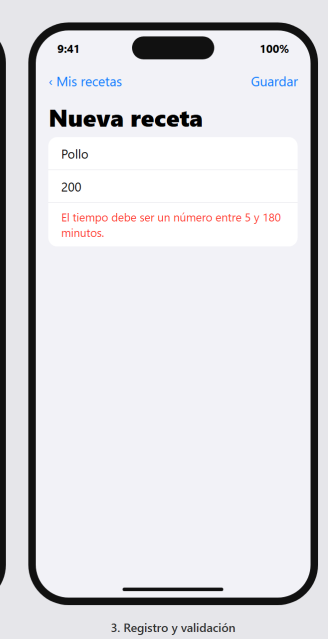 9:41 100%
‹ Mis recetas Guardar
Nueva receta
Pollo
200
El tiempo debe ser un número entre 5 y 180
minutos.
3. Registro y validación